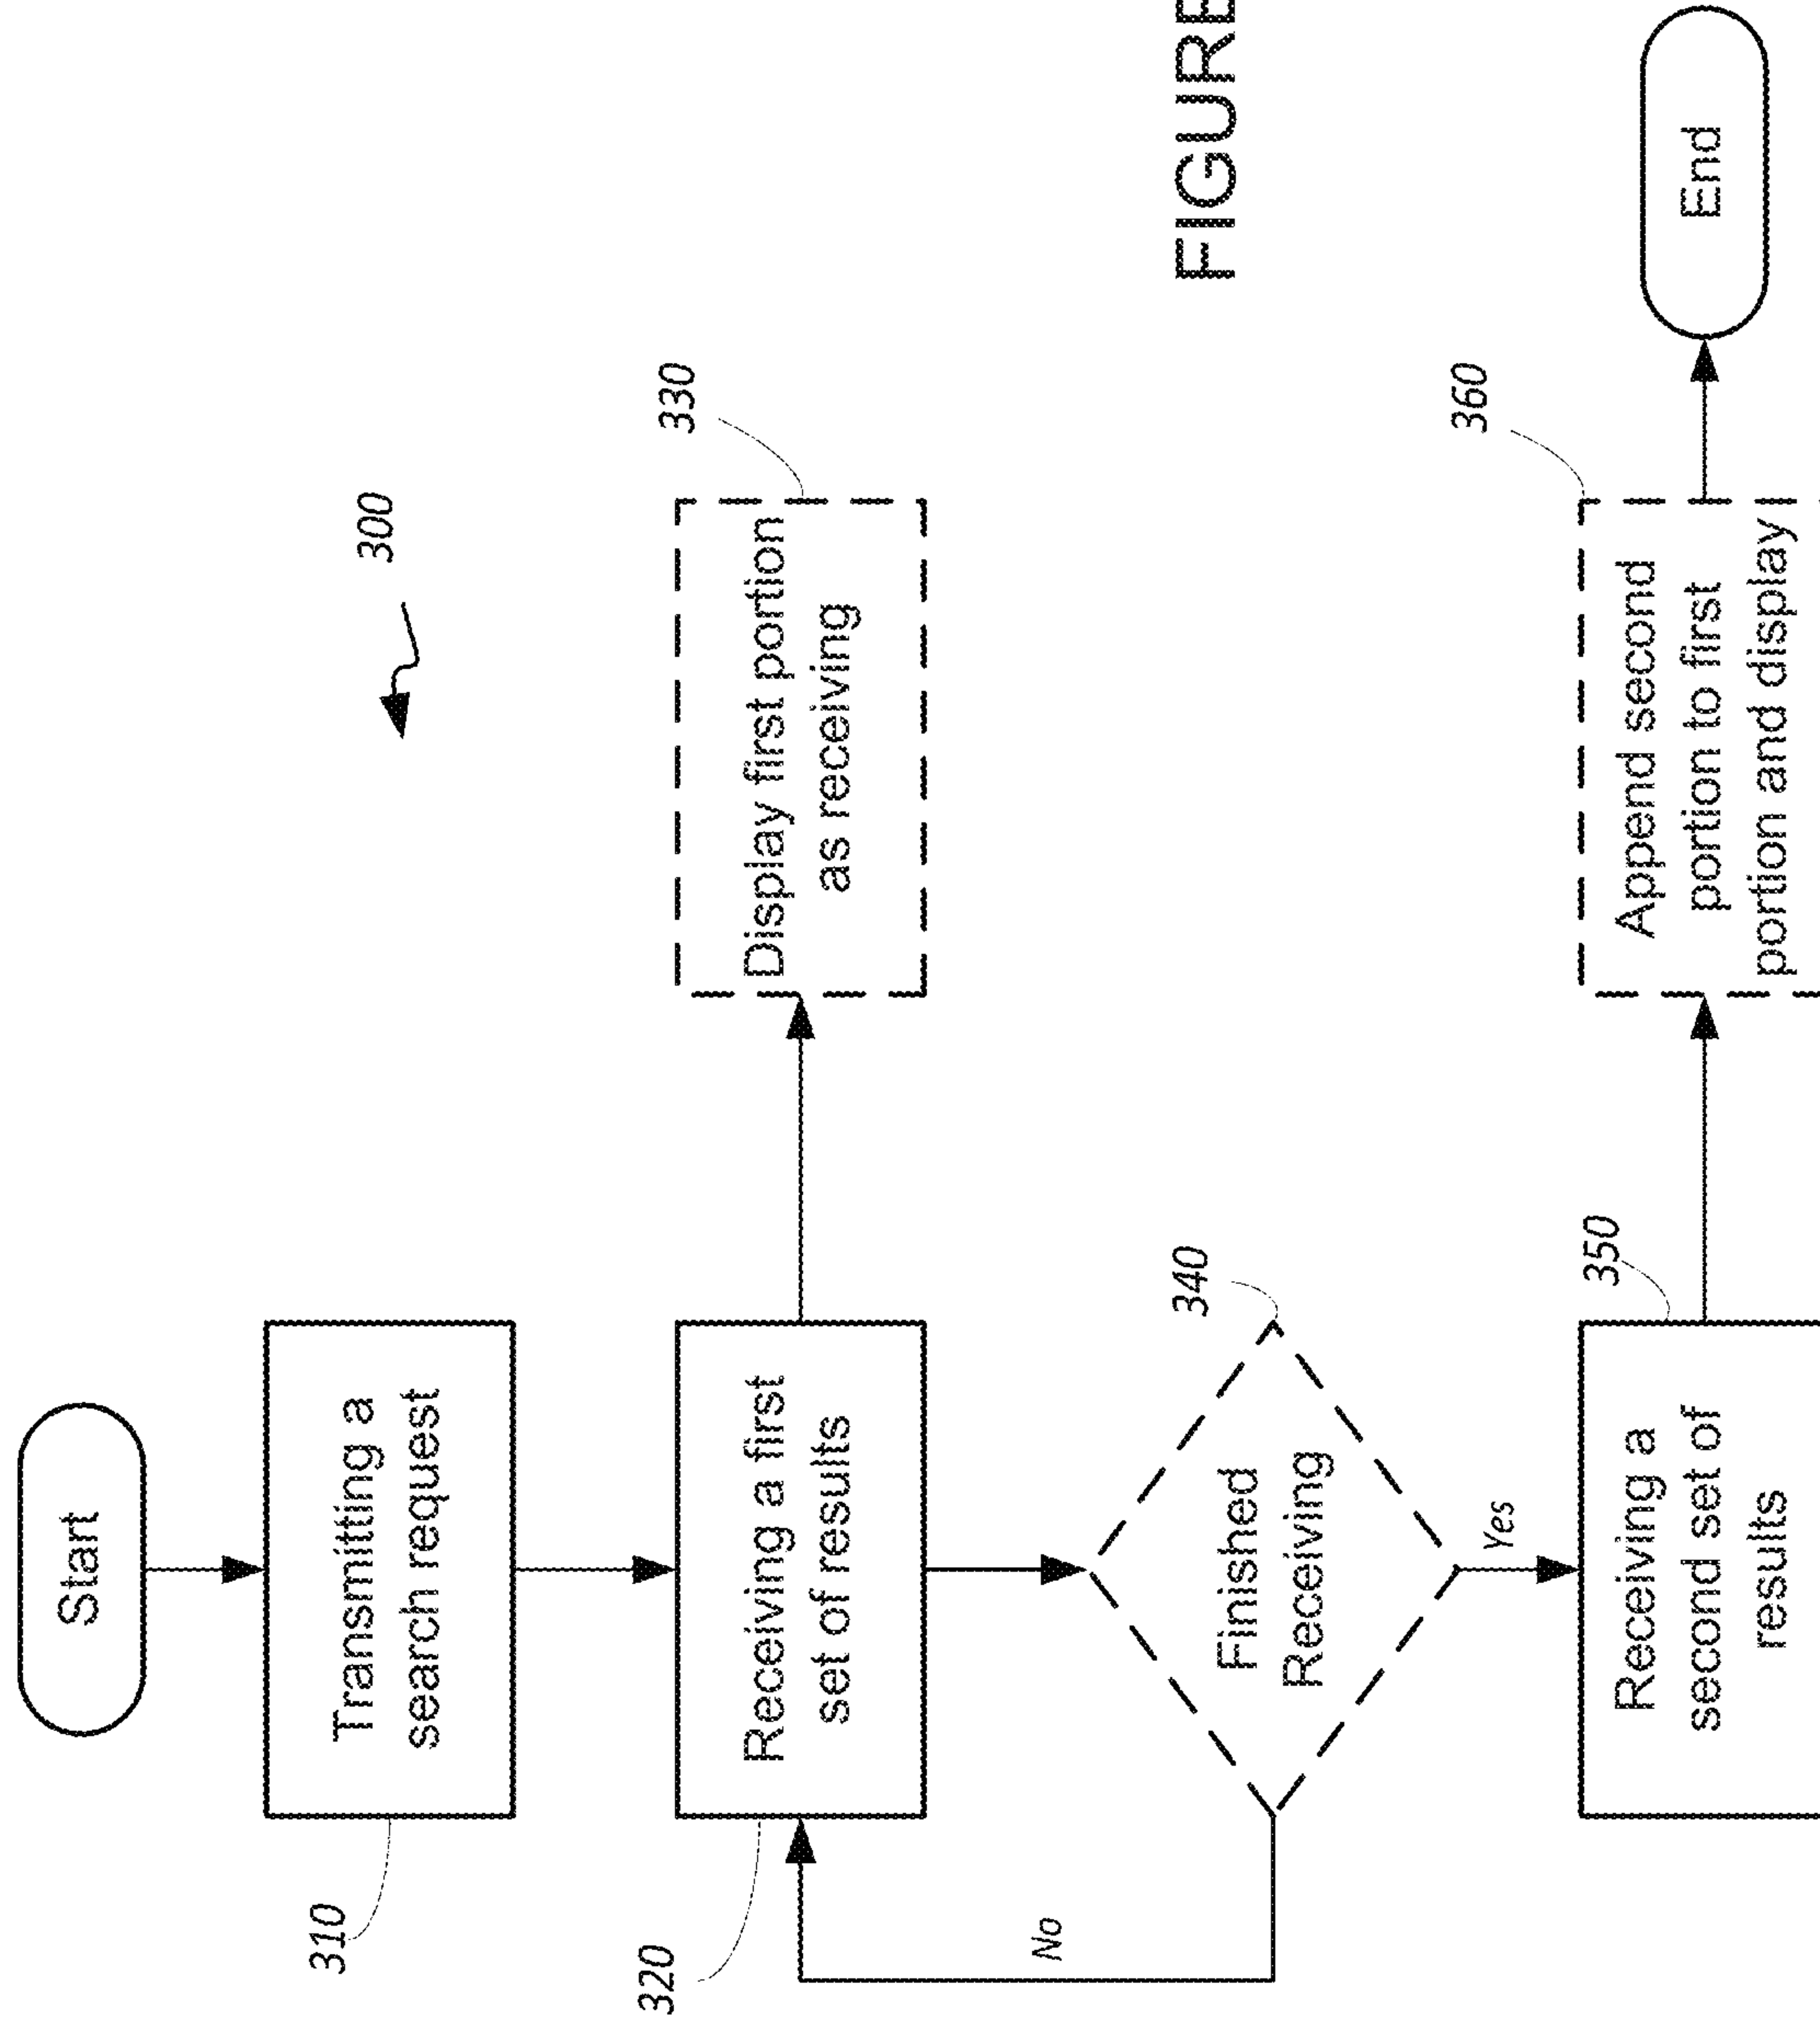 Start
300
310
Transmitting a
search request
320
Receiving a first
set of results
330
Display first portion
as receiving
340
Finished
Receiving
No
Yes
FIGURE
350
Receiving a
second set of
results
360
Append second
portion to first
portion and display
End